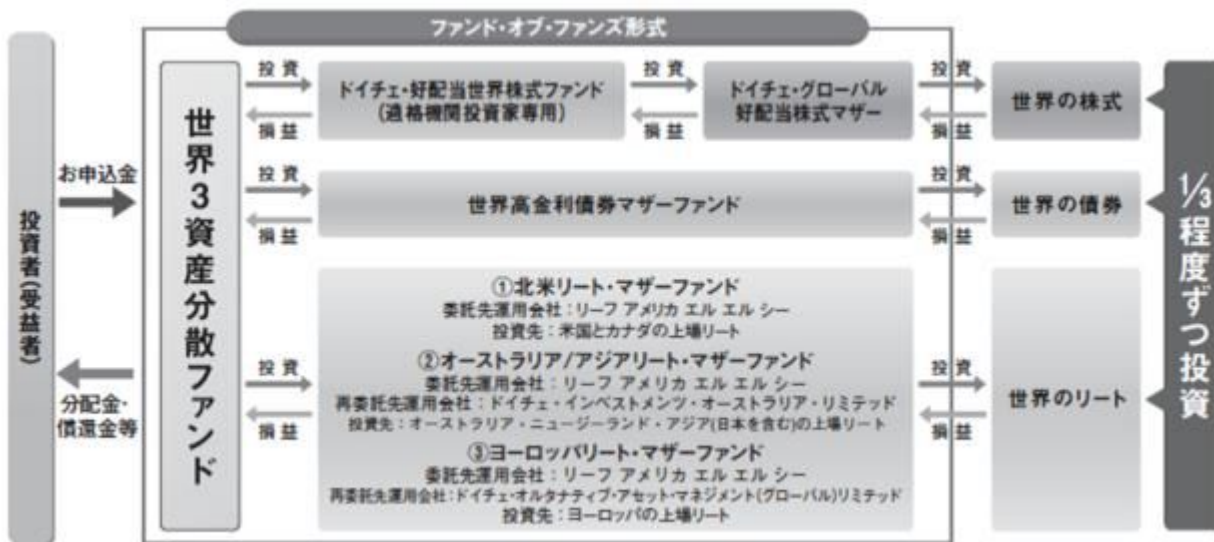 ファンド・オブ・ファンズ形式
投資者(受益者)
お申込金
分配金・
償還金等
世界3資産分散ファンド
投資
損益
ドイチェ・好配当世界株式ファンド
(適格機関投資家専用)
投資
損益
ドイチェ・グローバル
好配当株式マザー
投資
損益
世界の株式
投資
損益
世界高金利債券マザーファンド
投資
損益
世界の債券
投資
損益
①北米リート・マザーファンド
委託先運用会社:リーフ アメリカ エル エル シー
投資先:米国とカナダの上場リート
②オーストラリア/アジアリート・マザーファンド
委託先運用会社:リーフ アメリカ エル エル シー
再委託先運用会社:ドイチェ・インベストメンツ・オーストラリア・リミテッド
投資先:オーストラリア・ニュージーランド・アジア(日本を含む)の上場リート
③ヨーロッパリート・マザーファンド
委託先運用会社:リーフ アメリカ エル エル シー
再委託先運用会社:ドイチェ・オルタナティブ・アセット・マネジメント(グローバル)リミテッド
投資先:ヨーロッパの上場リート
投資
損益
世界のリート
1/3程度ずつ投資